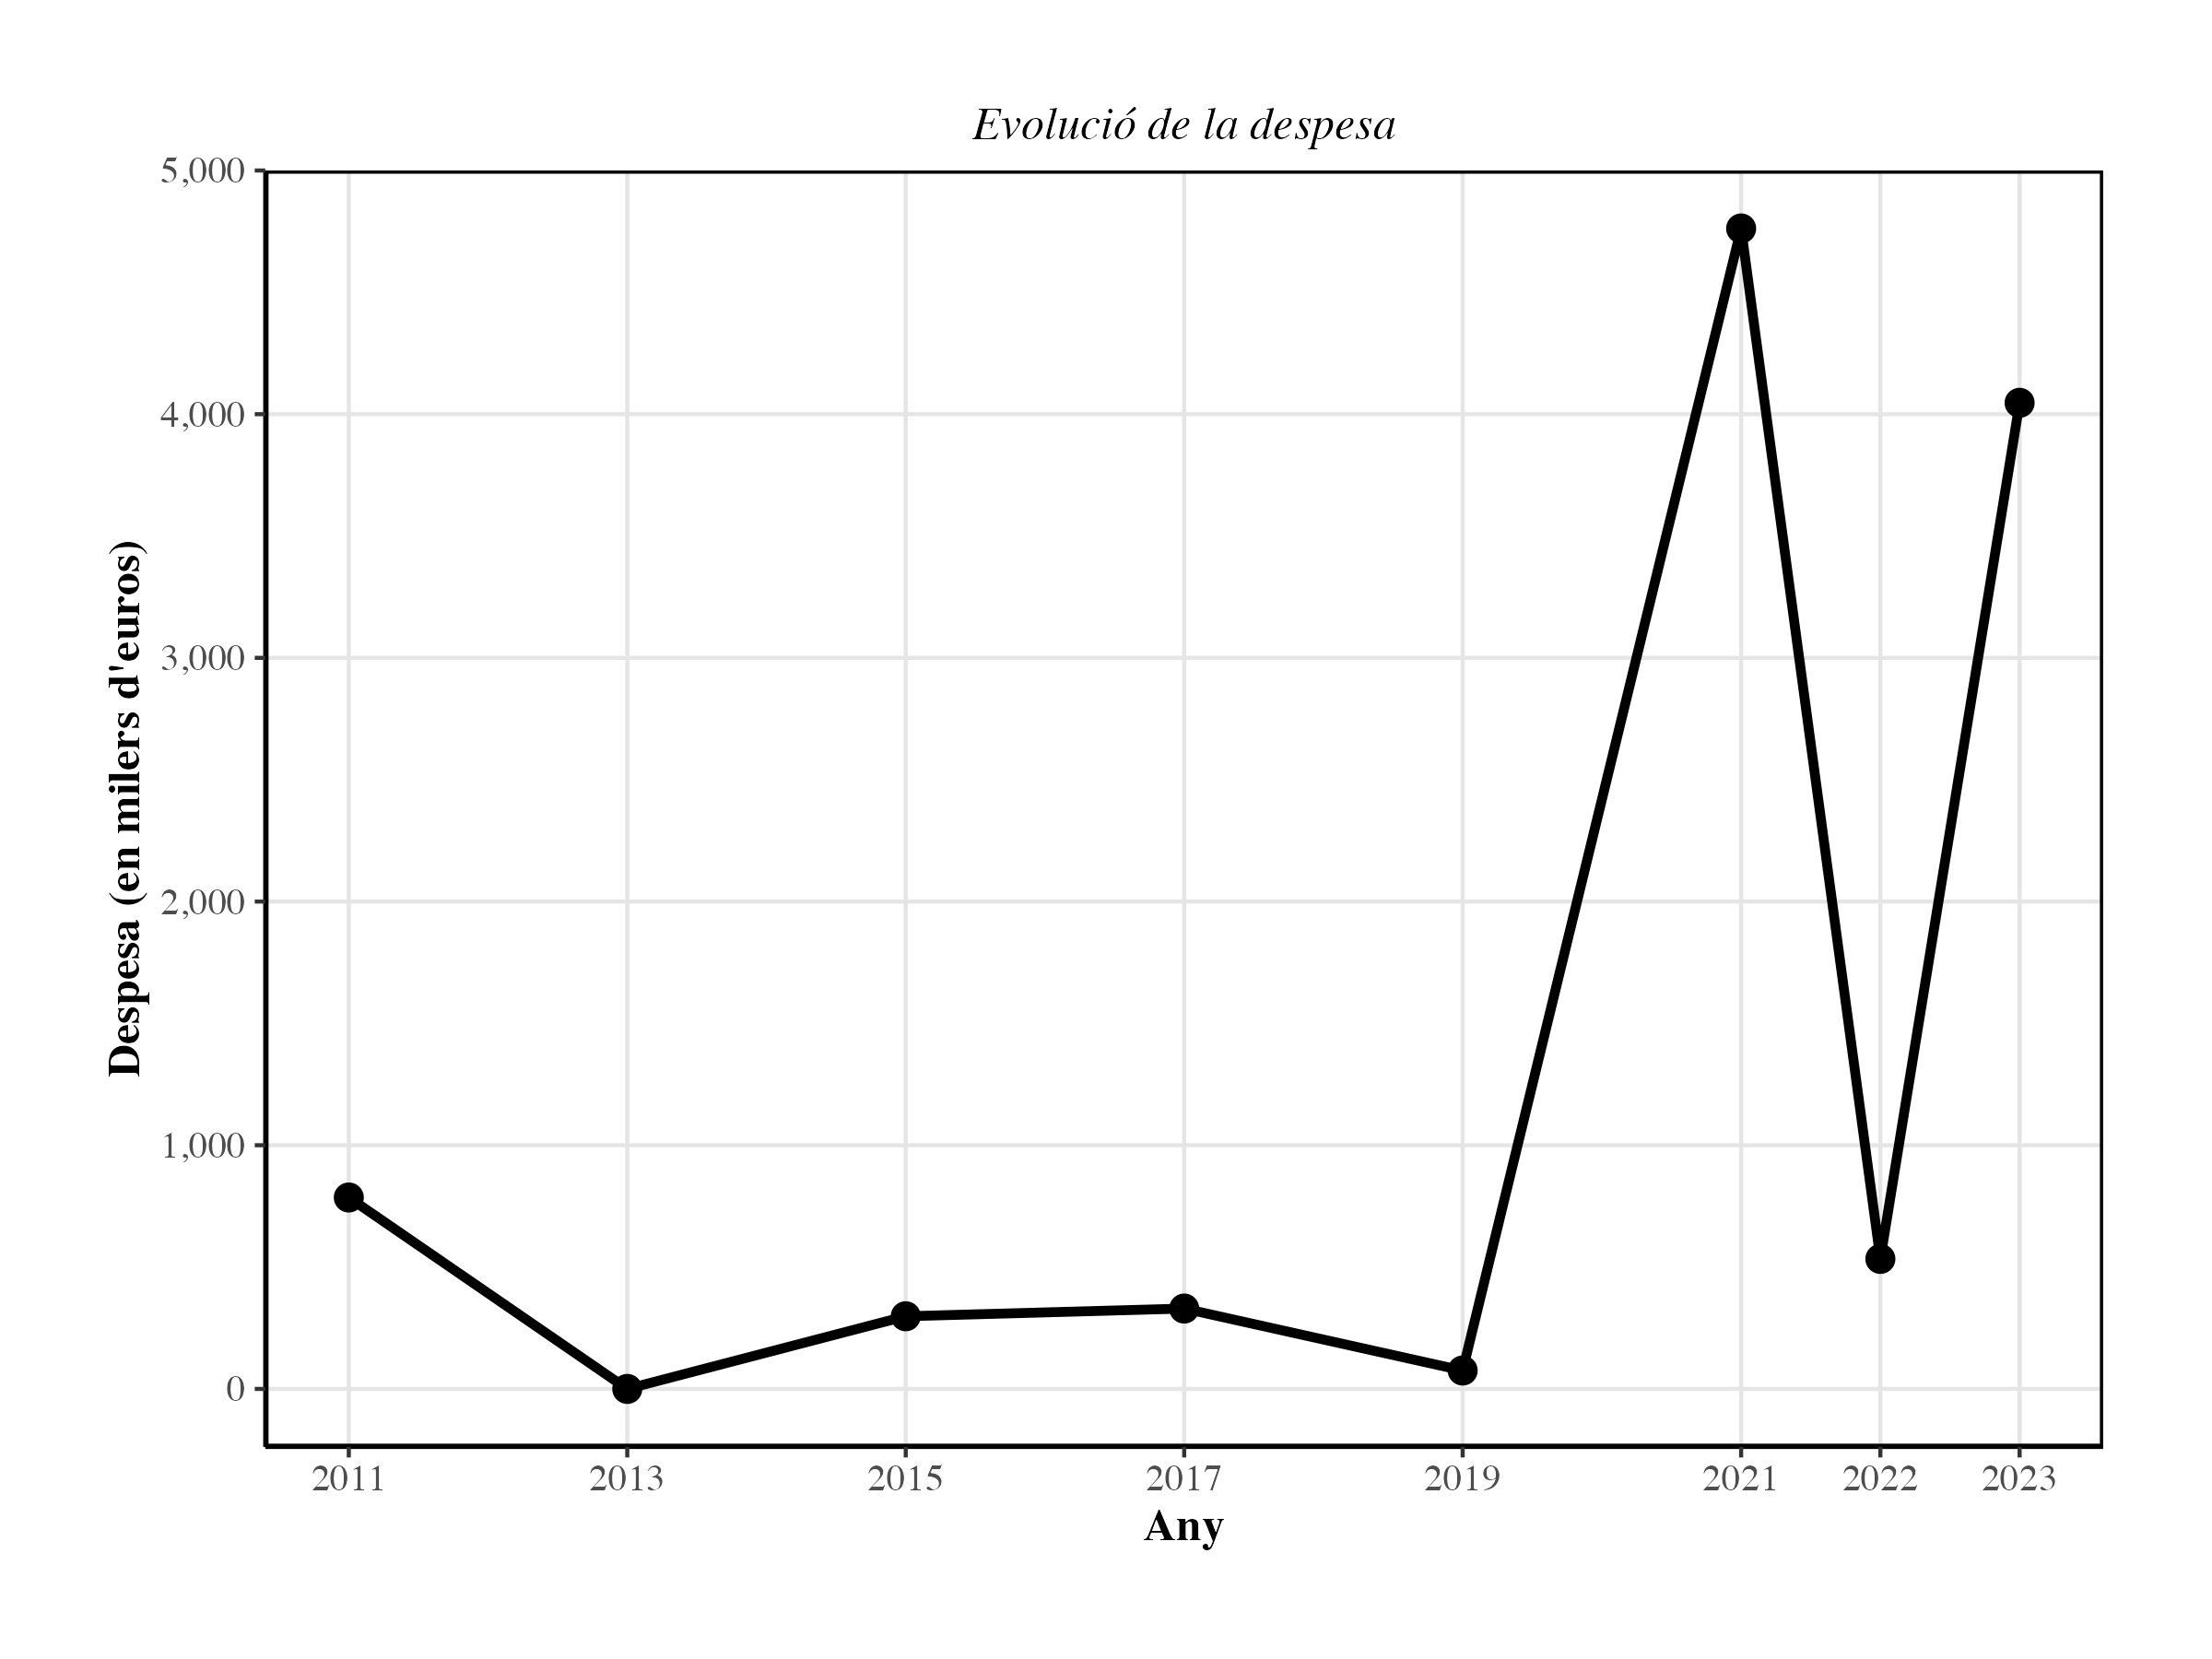 Evolució de la despesa
5,000
4,000
3,000
2,000
1,000
0
Despesa (en milers d'euros)
2011 2013 2015 2017 2019 2021 2022 2023
Any